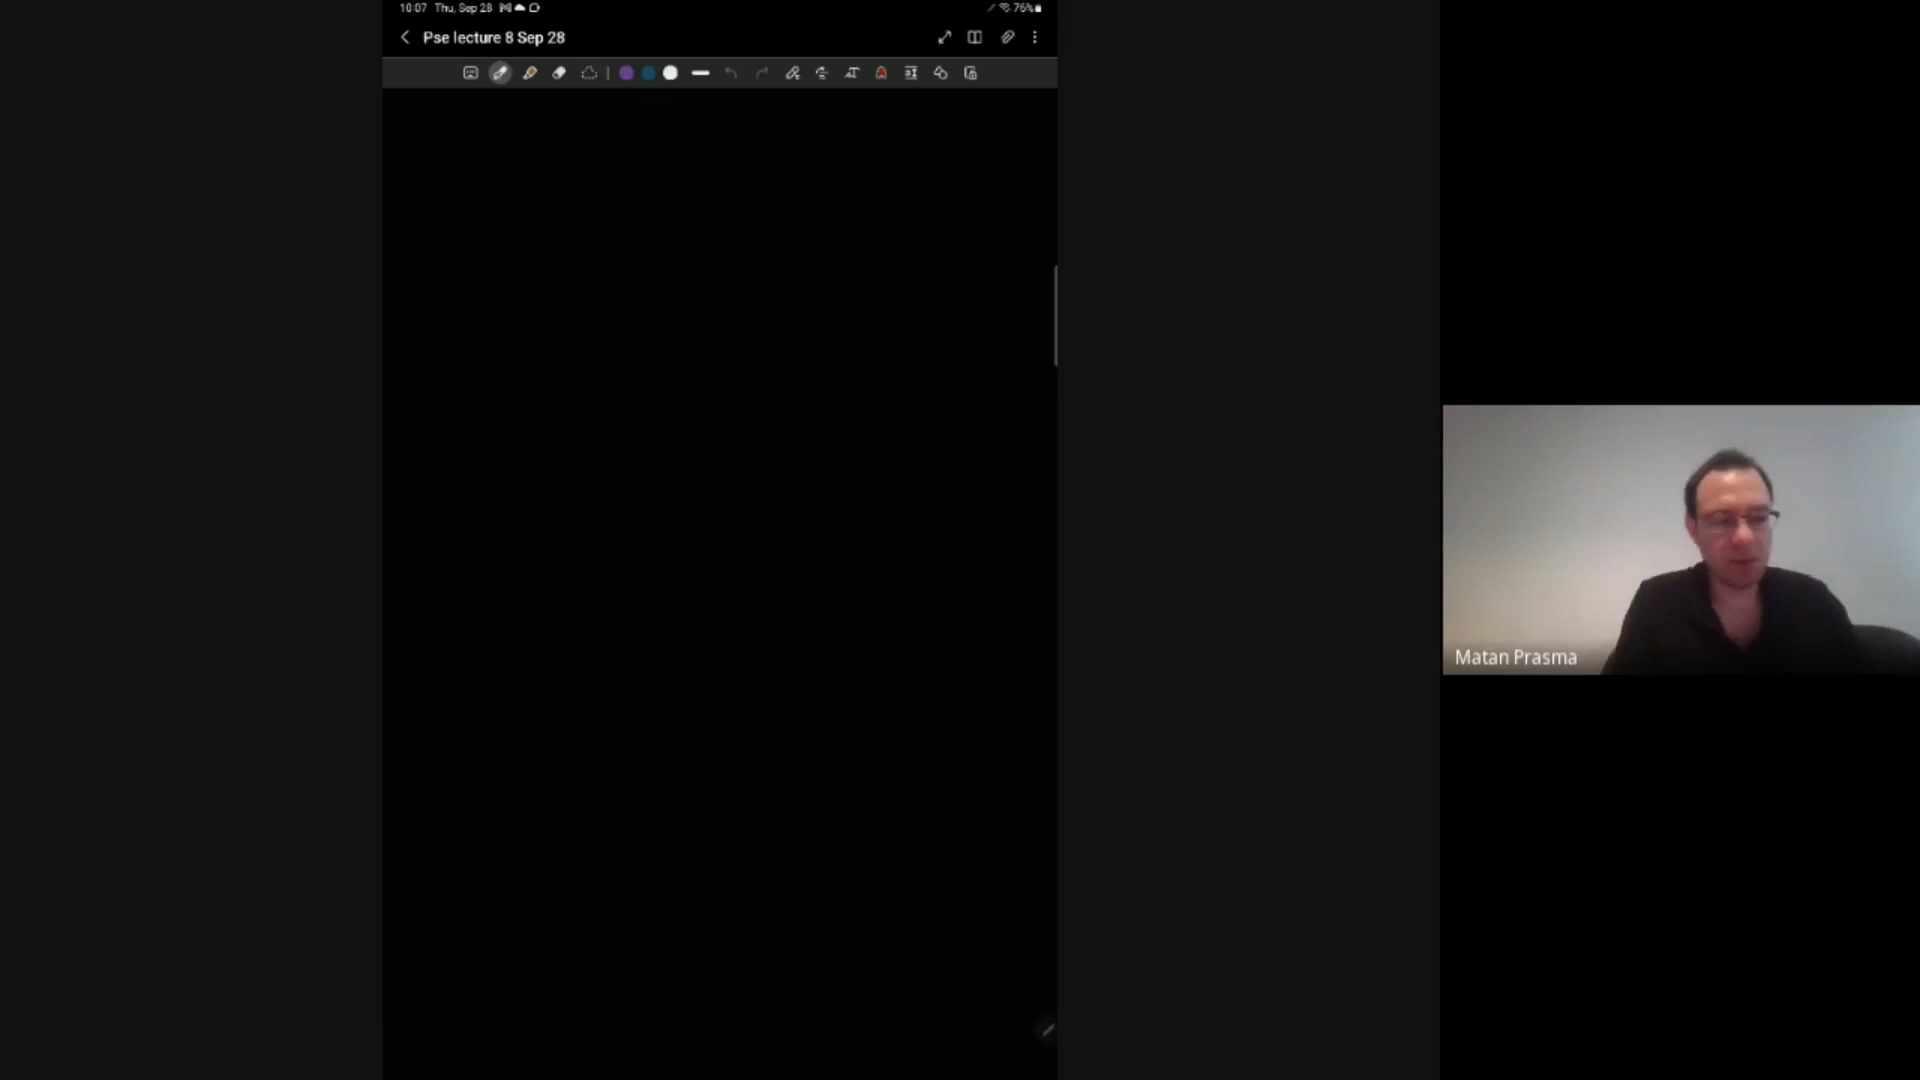 10:07 Thu, Sep 28
76%
Pse lecture 8 Sep 28
Matan Prasma